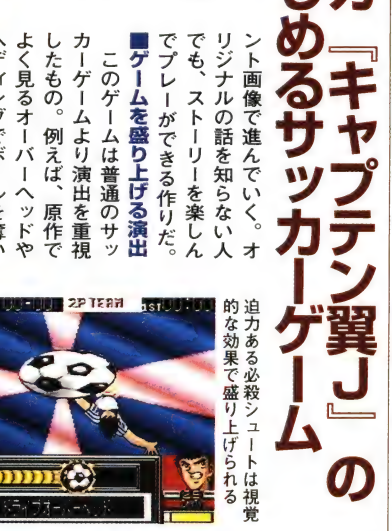 『キャプテン翼J』の
めるサッカーゲーム
ント画像で進んでいく。オ
リジナルの話を知らない人
でも、ストーリーを楽しん
でプレーができる作りだ。
■ゲームを盛り上げる演出
このゲームは普通のサッ
カーゲームより演出を重視
したもの。例えば、原作で
よく見るオーバーヘッドや
迫力ある必殺シュートは視覚
的な効果で盛り上げられる
2P TEAM
1ST